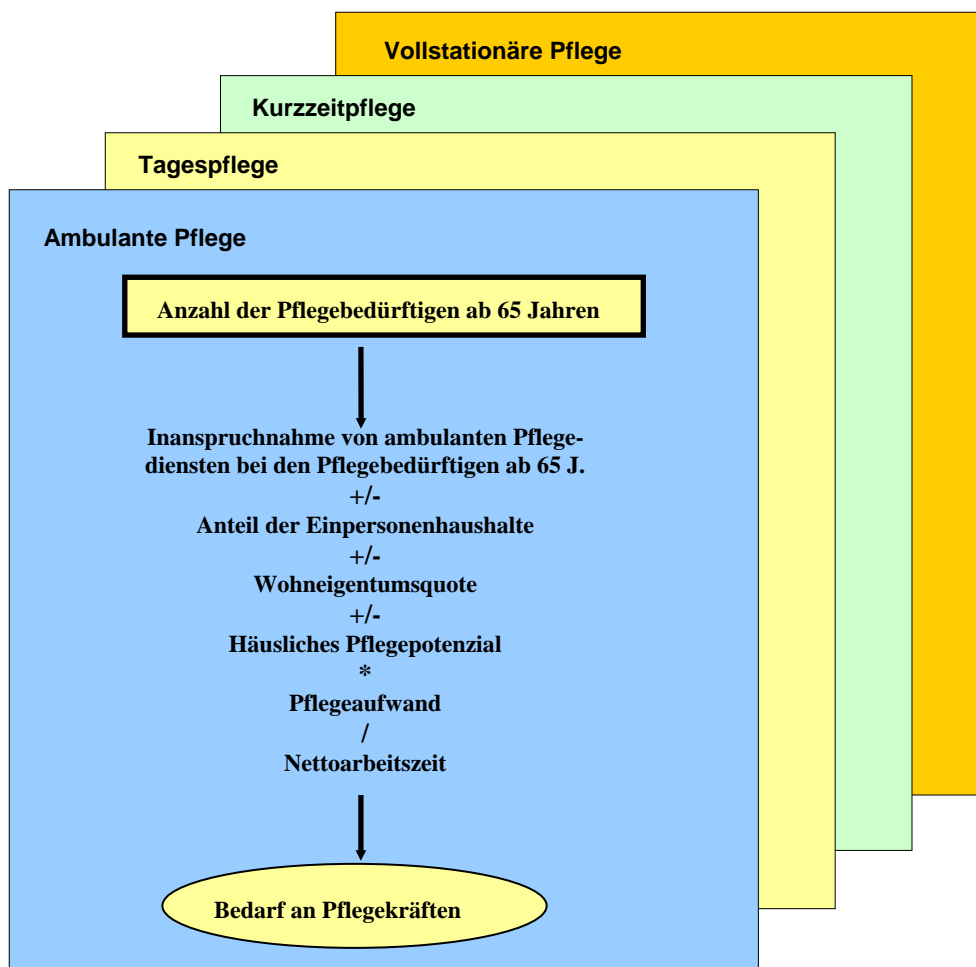 Vollstationäre Pflege
Kurzzeitpflege
Tagespflege
Ambulante Pflege
Anzahl der Pflegebedürftigen ab 65 Jahren
Inanspruchnahme von ambulanten Pflege-
diensten bei den Pflegebedürftigen ab 65 J.
+/-
Anteil der Einpersonenhaushalte
+/-
Wohneigentumsquote
+/-
Häusliches Pflegepotenzial
*
Pflegeaufwand
/
Nettoarbeitszeit
Bedarf an Pflegekräften